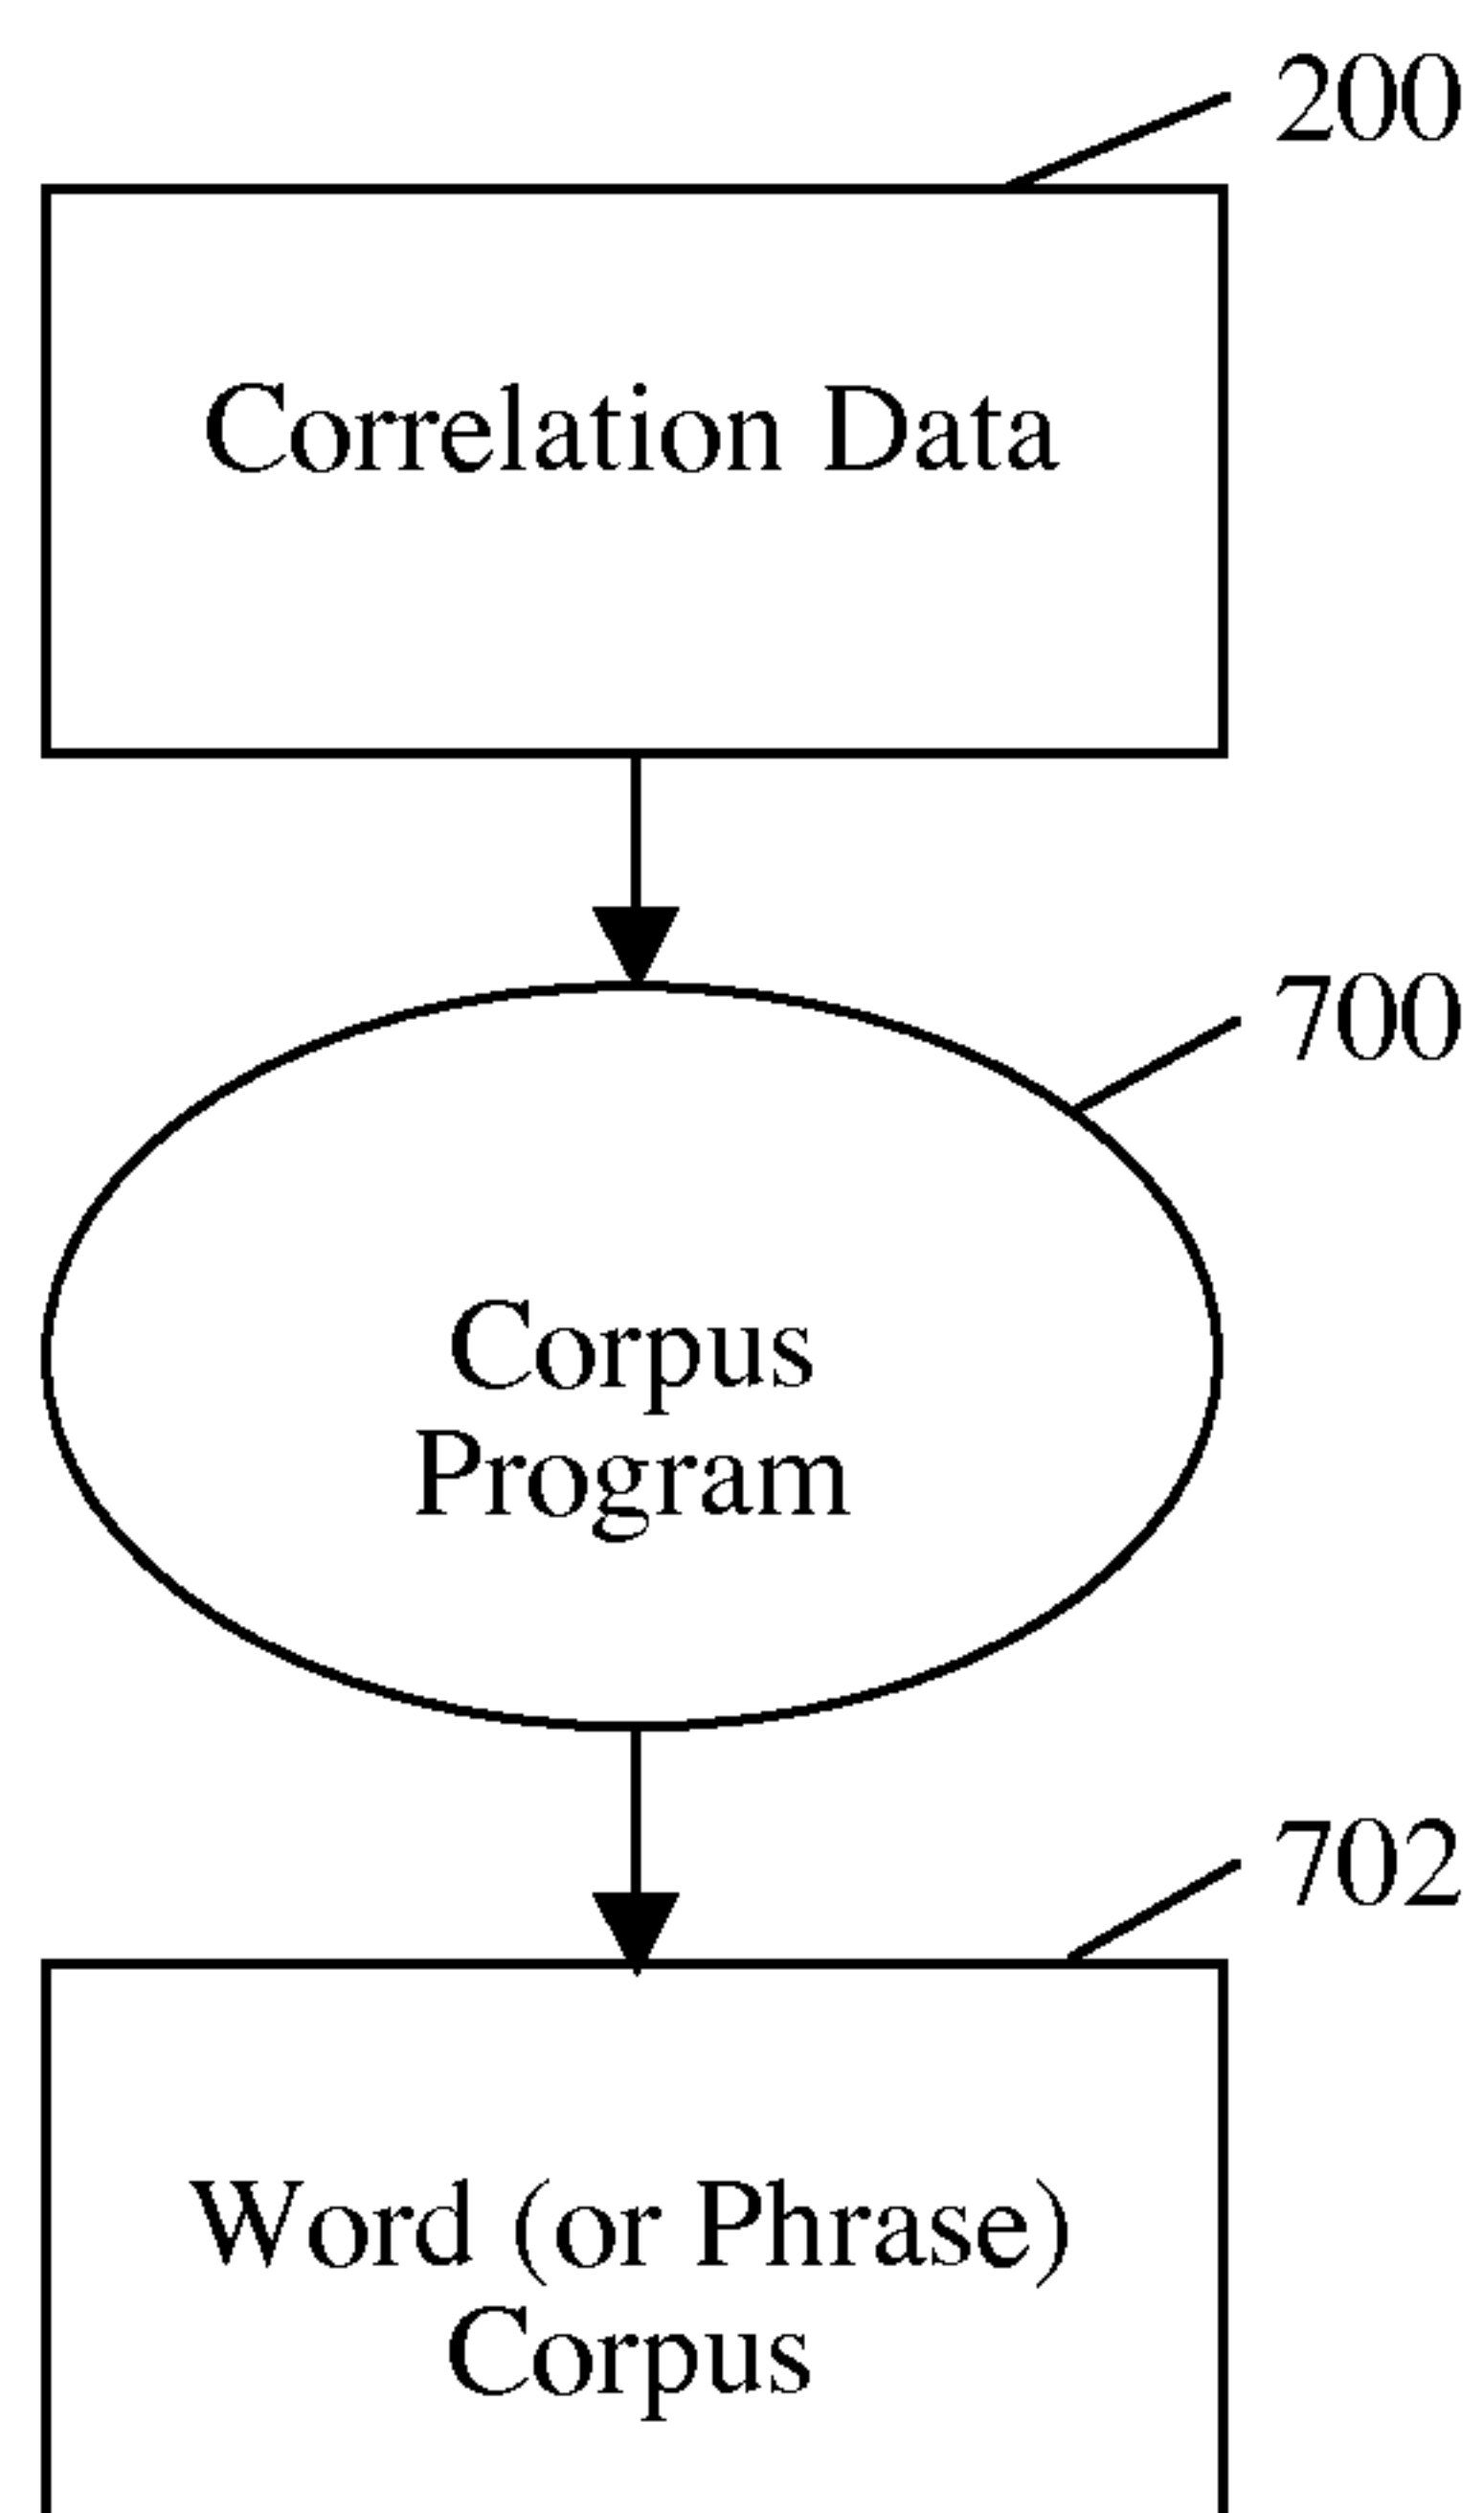 200
Correlation Data
700
Corpus
Program
702
Word (or Phrase)
Corpus